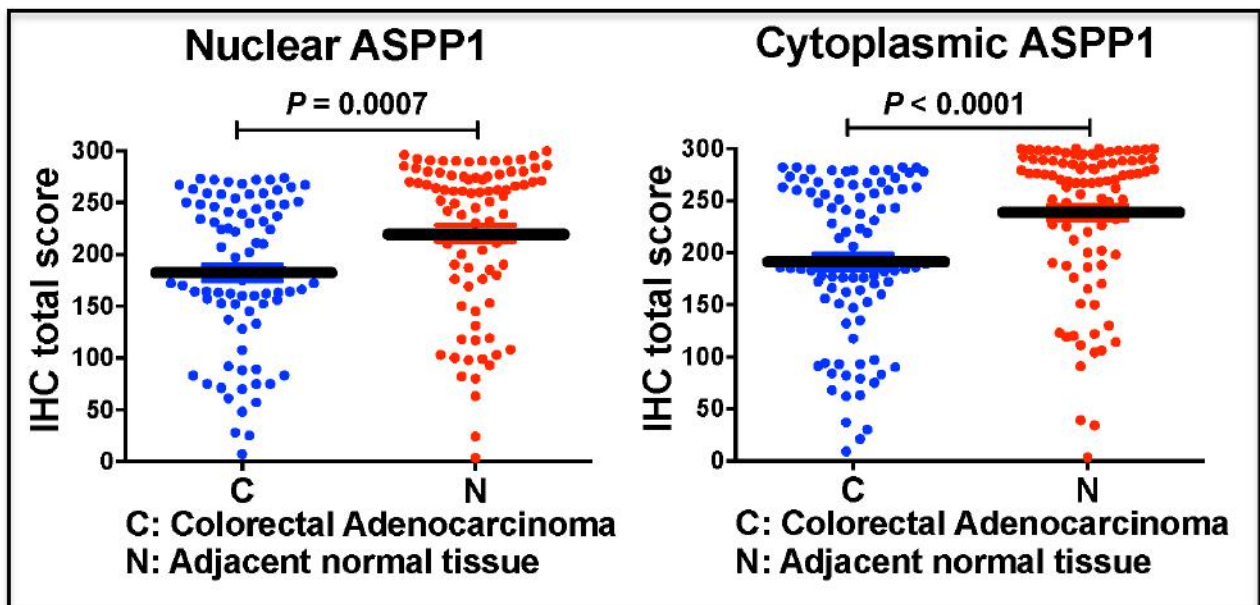 Nuclear ASPP1
P = 0.0007
IHC total score
300
250
200
150
100
50
0
C
N
C: Colorectal Adenocarcinoma
N: Adjacent normal tissue
Cytoplasmic ASPP1
P < 0.0001
IHC total score
300
250
200
150
100
50
0
C
N
C: Colorectal Adenocarcinoma
N: Adjacent normal tissue